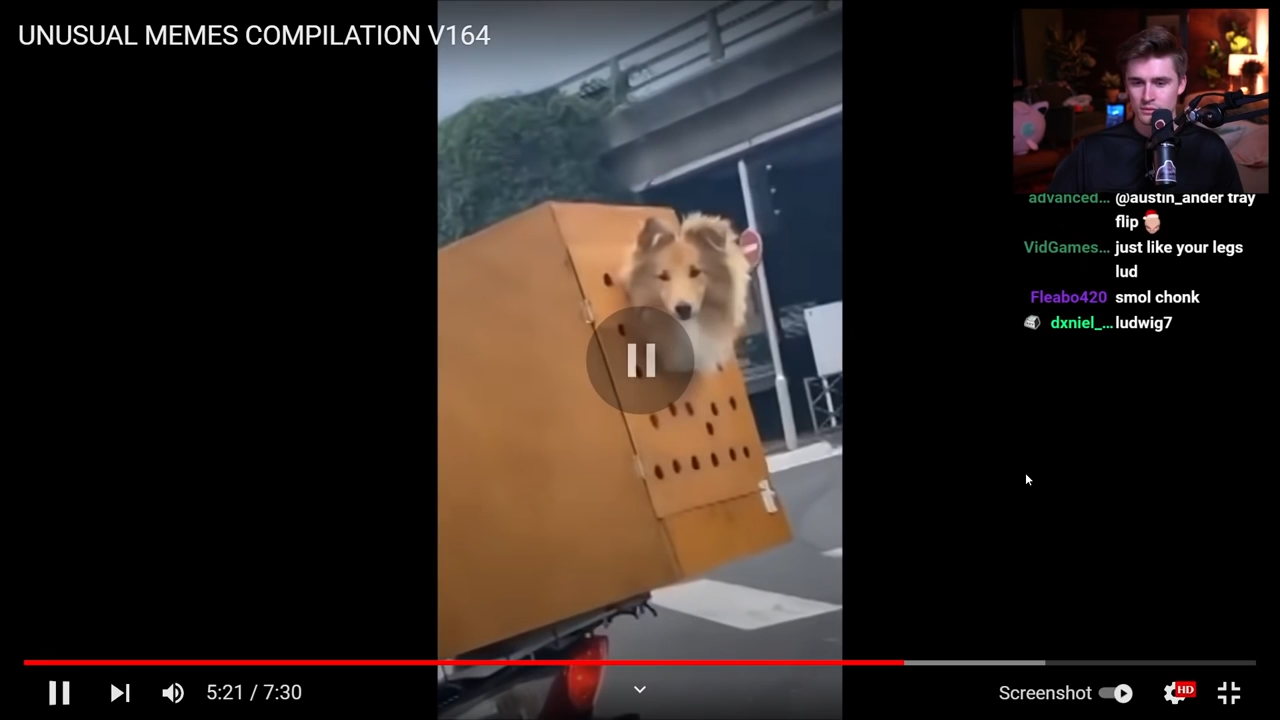 UNUSUAL MEMES COMPILATION V164
advanced... @austin_ander tray
flip
VidGames... just like your legs
lud
Fleabo420 smol chonk
dxniel_... ludwig7
5:21 / 7:30
Screenshot
HD